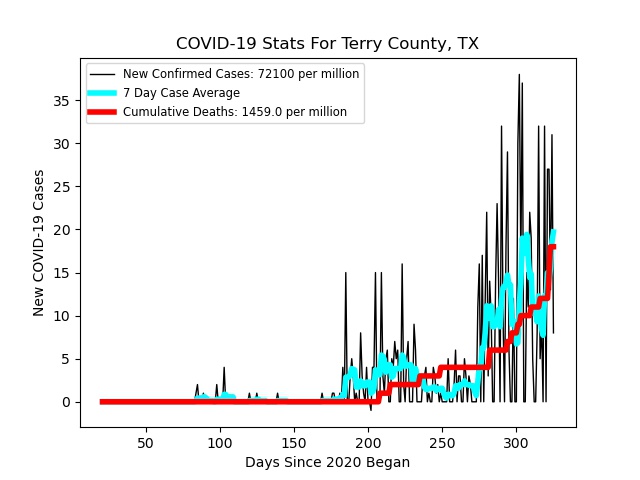 COVID-19 Stats For Terry County, TX
New Confirmed Cases: 72100 per million
7 Day Case Average
Cumulative Deaths: 1459.0 per million
New COVID-19 Cases
35
30
25
20
15
10
5
0
50
100
150
200
250
300
Days Since 2020 Began